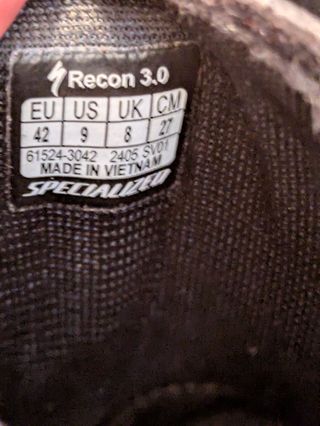 Recon 3.0
EU US UK CM
42 9 8 27
61524-3042 2405 SV01
MADE IN VIETNAM
SPECIALIZED